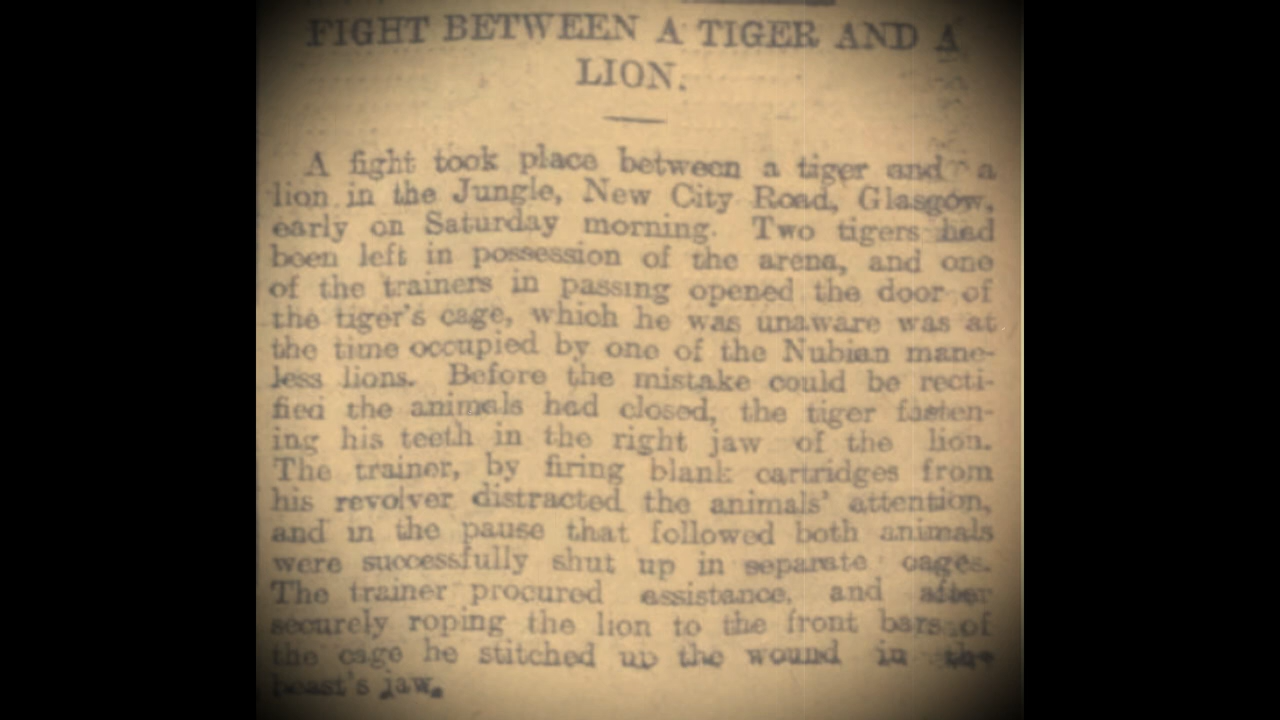 FIGHT BETWEEN A TIGER AND A
LION.
A fight took place between a tiger and a
lion in the Jungle, New City Road, Glasgow,
early on Saturday morning. Two tigers had
been left in possession of the arena, and one
of the trainers in passing opened the door of
the tiger's cage, which he was unaware was at
the time occupied by one of the Nubian mane-
less lions. Before the mistake could be recti-
fied the animals had closed, the tiger fasten-
ing his teeth in the right jaw of the lion.
The trainer, by firing blank cartridges from
his revolver distracted the animals' attention,
and in the pause that followed both animals
were successfully shut up in separate cages.
The trainer procured assistance, and after
securely roping the lion to the front bars of
the cage he stitched up the wound in the
beast's jaw.